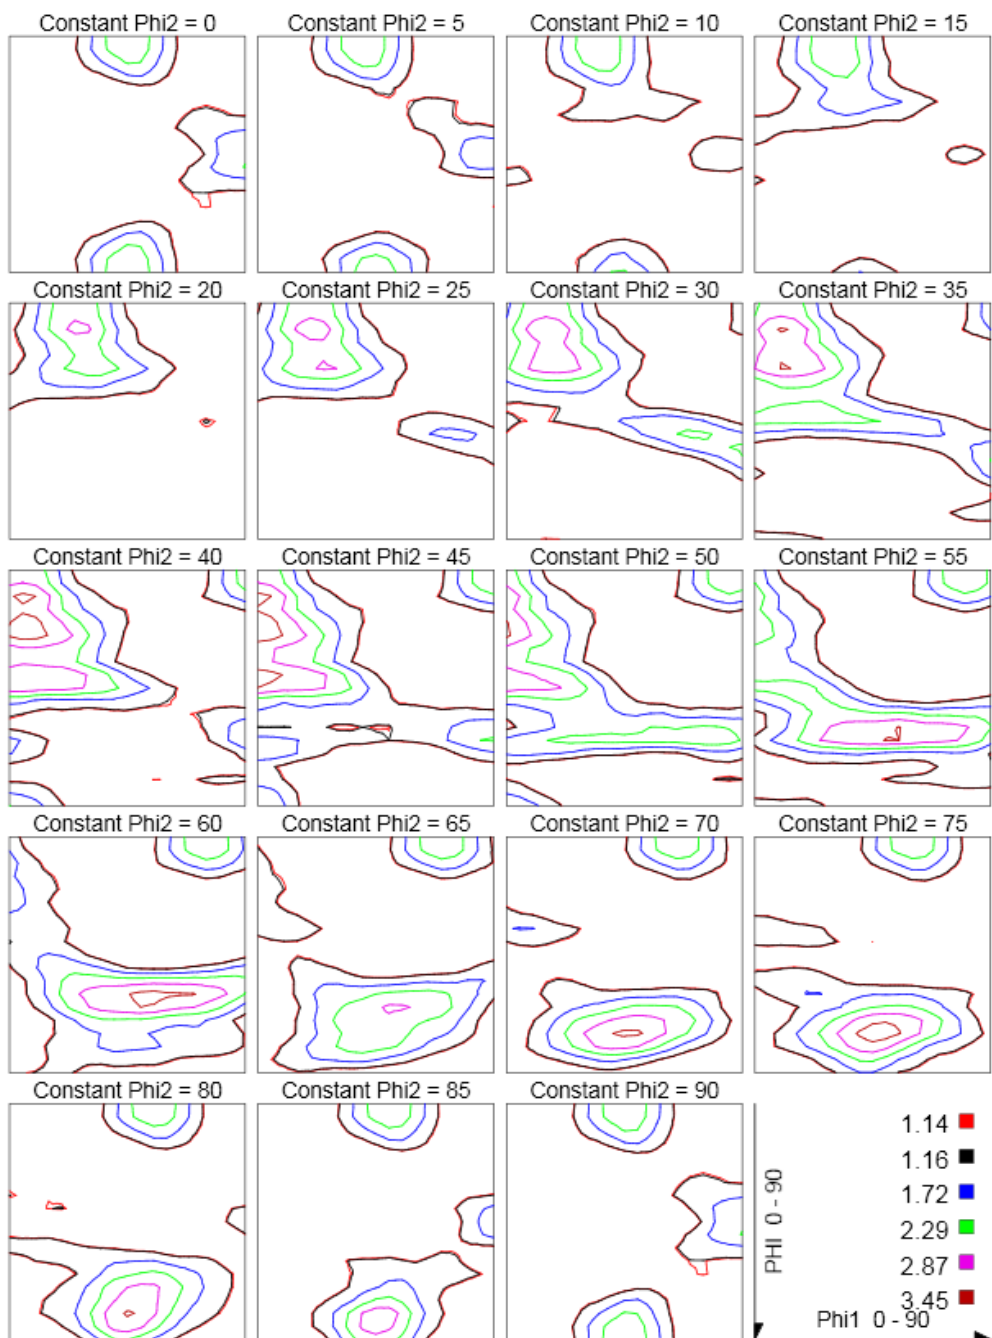 Constant Phi2 = 0
Constant Phi2 = 5
Constant Phi2 = 10
Constant Phi2 = 15
Constant Phi2 = 20
Constant Phi2 = 25
Constant Phi2 = 30
Constant Phi2 = 35
Constant Phi2 = 40
Constant Phi2 = 45
Constant Phi2 = 50
Constant Phi2 = 55
Constant Phi2 = 60
Constant Phi2 = 65
Constant Phi2 = 70
Constant Phi2 = 75
Constant Phi2 = 80
Constant Phi2 = 85
Constant Phi2 = 90
PHI 0 - 90
1.14
1.16
1.72
2.29
2.87
3.45
Phi1 0 - 90